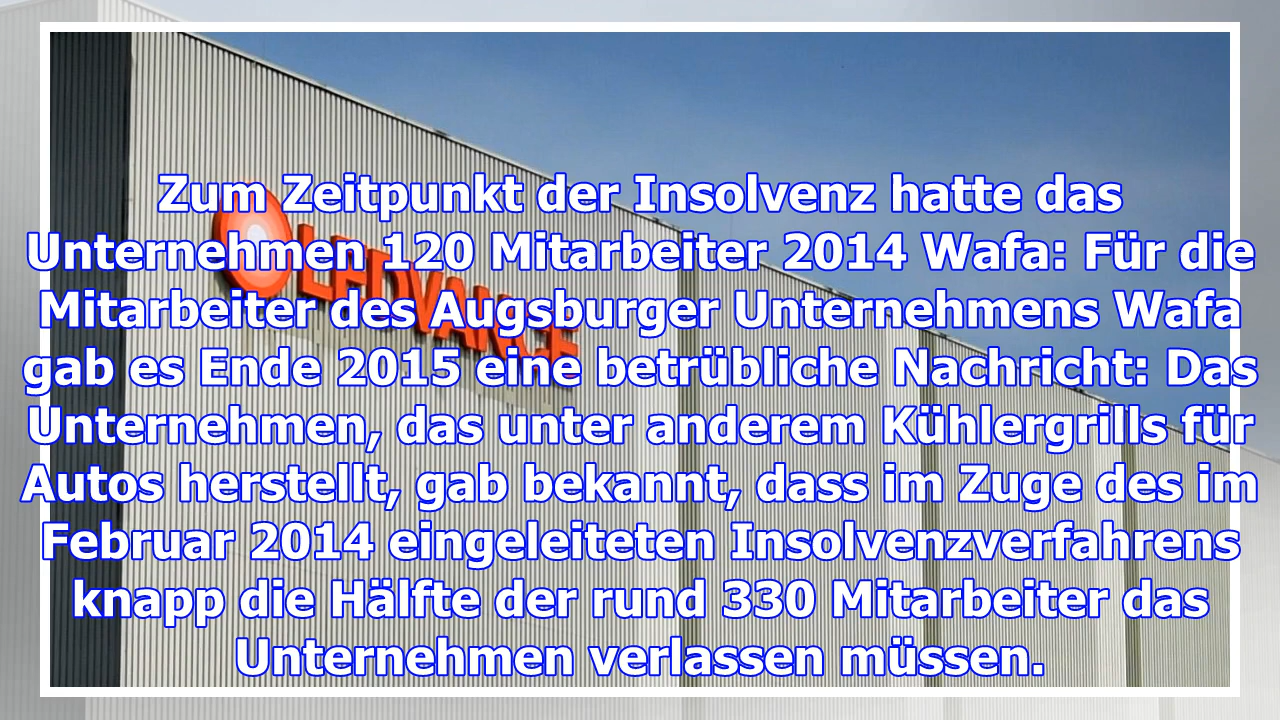 Zum Zeitpunkt der Insolvenz hatte das
Unternehmen 120 Mitarbeiter 2014 Wafa: Für die
Mitarbeiter des Augsburger Unternehmens Wafa
gab es Ende 2015 eine betrübliche Nachricht: Das
Unternehmen, das unter anderem Kühlergrills für
Autos herstellt, gab bekannt, dass im Zuge des im
Februar 2014 eingeleiteten Insolvenzverfahrens
knapp die Hälfte der rund 330 Mitarbeiter das
Unternehmen verlassen müssen.
LEDVANCE